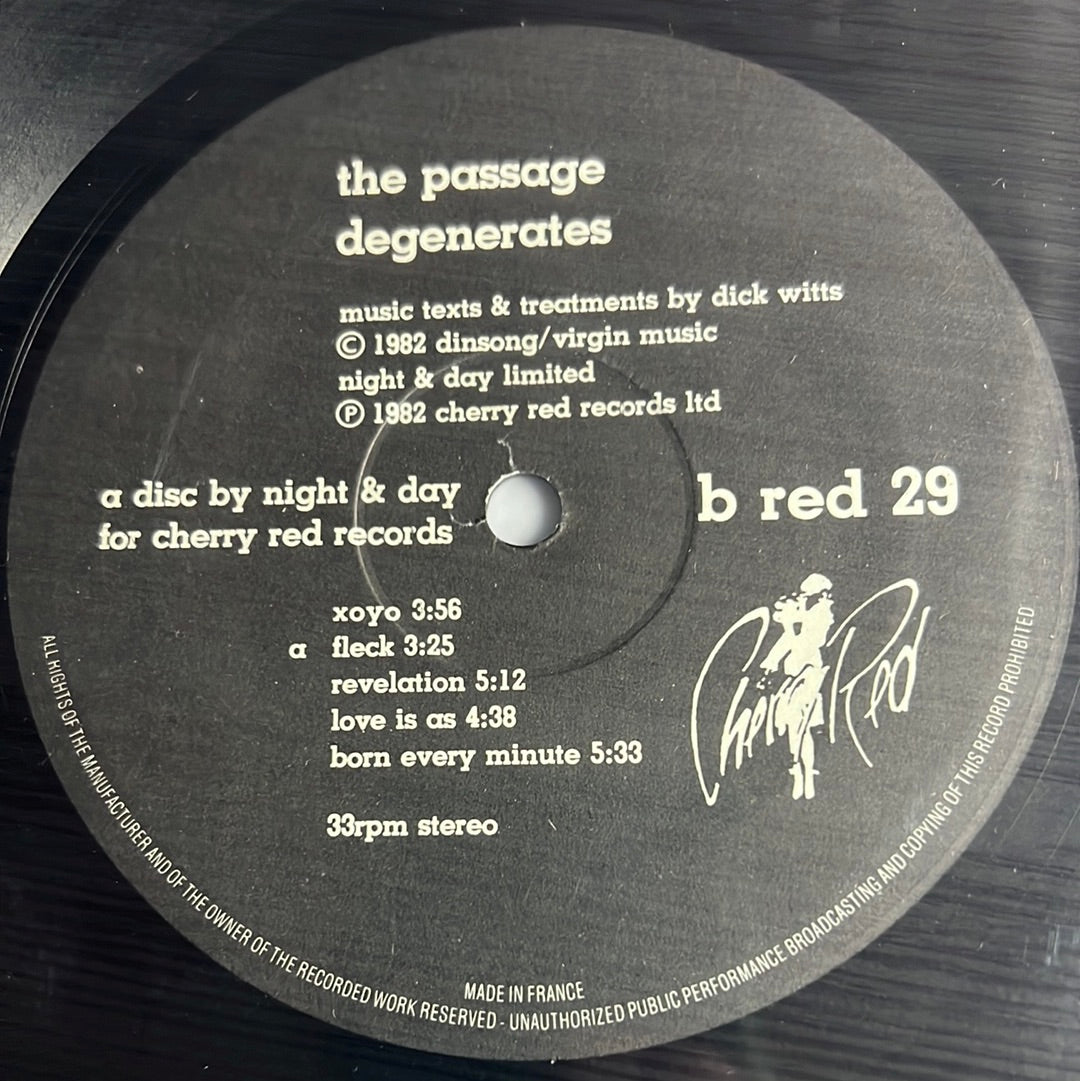 the passage
degenerates
music texts & treatments by dick witts
© 1982 dinsong/virgin music
night & day limited
℗ 1982 cherry red records ltd
a disc by night & day
for cherry red records
b red 29
xoyo 3:56
a fleck 3:25
revelation 5:12
love is as 4:38
born every minute 5:33
Cherry Red
33rpm stereo
MADE IN FRANCE
ALL RIGHTS OF THE MANUFACTURER AND OF THE OWNER OF THE RECORDED WORK RESERVED - UNAUTHORIZED PUBLIC PERFORMANCE BROADCASTING AND COPYING OF THIS RECORD PROHIBITED